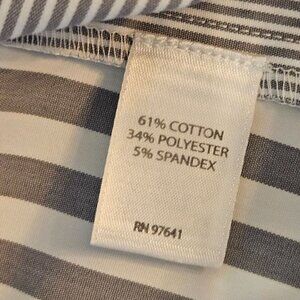 61% COTTON
34% POLYESTER
5% SPANDEX
RN 97641